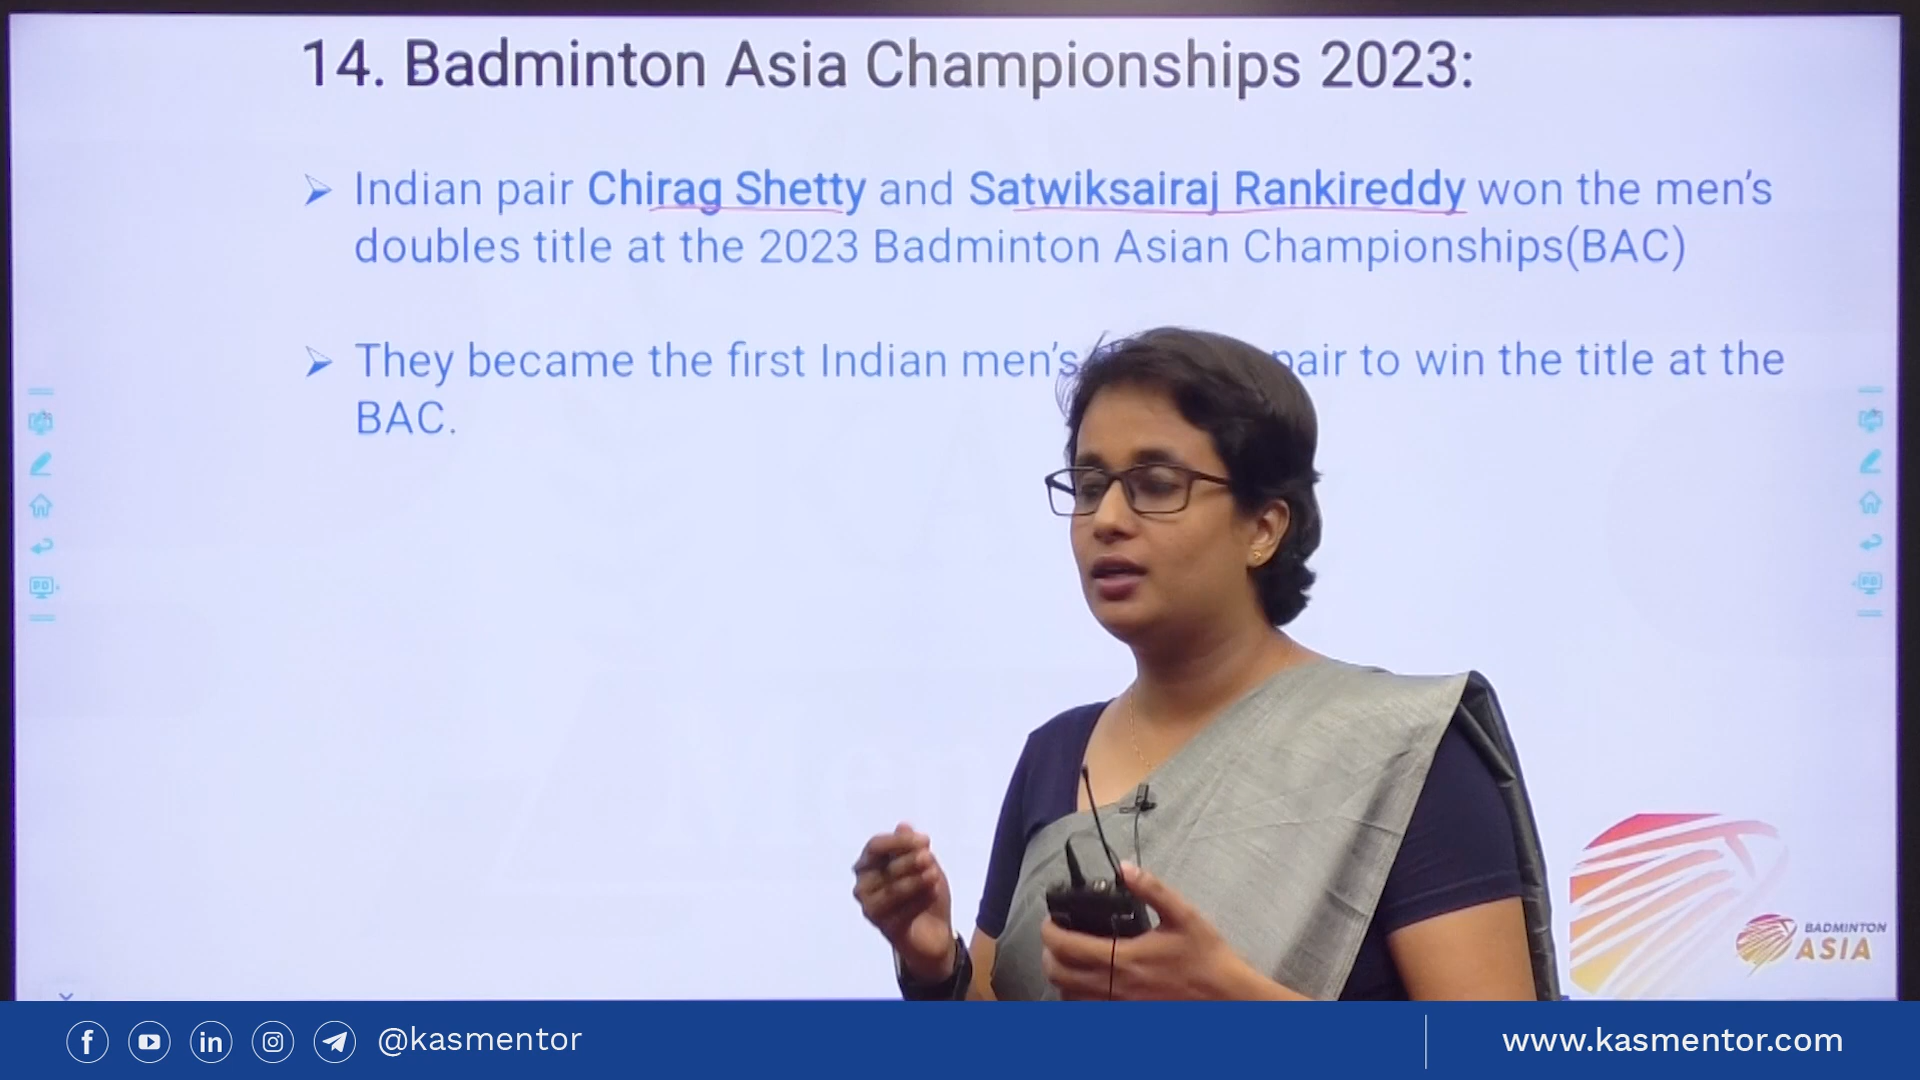 14. Badminton Asia Championships 2023:
Indian pair Chirag Shetty and Satwiksairaj Rankireddy won the men's
doubles title at the 2023 Badminton Asian Championships(BAC)
They became the first Indian men's pair to win the title at the
BAC.
BADMINTON
ASIA
@kasmentor
www.kasmentor.com